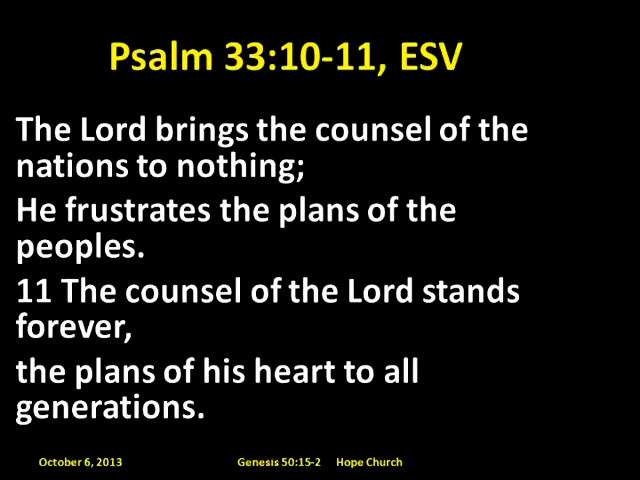 Psalm 33:10-11, ESV
The Lord brings the counsel of the
nations to nothing;
He frustrates the plans of the
peoples.
11 The counsel of the Lord stands
forever,
the plans of his heart to all
generations.
October 6, 2013 Genesis 50:15-2 Hope Church